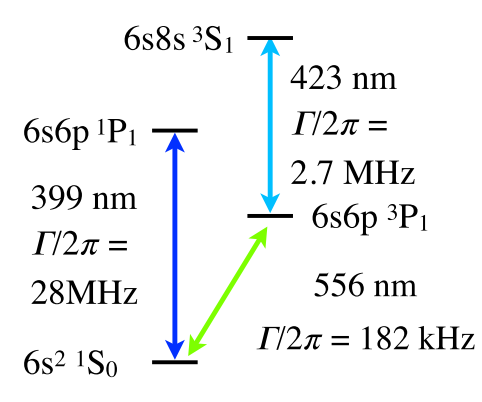 6s8s ³S₁
423 nm
Γ/2π =
2.7 MHz
6s6p ¹P₁
399 nm
Γ/2π =
28MHz
6s6p ³P₁
556 nm
Γ/2π = 182 kHz
6s² ¹S₀